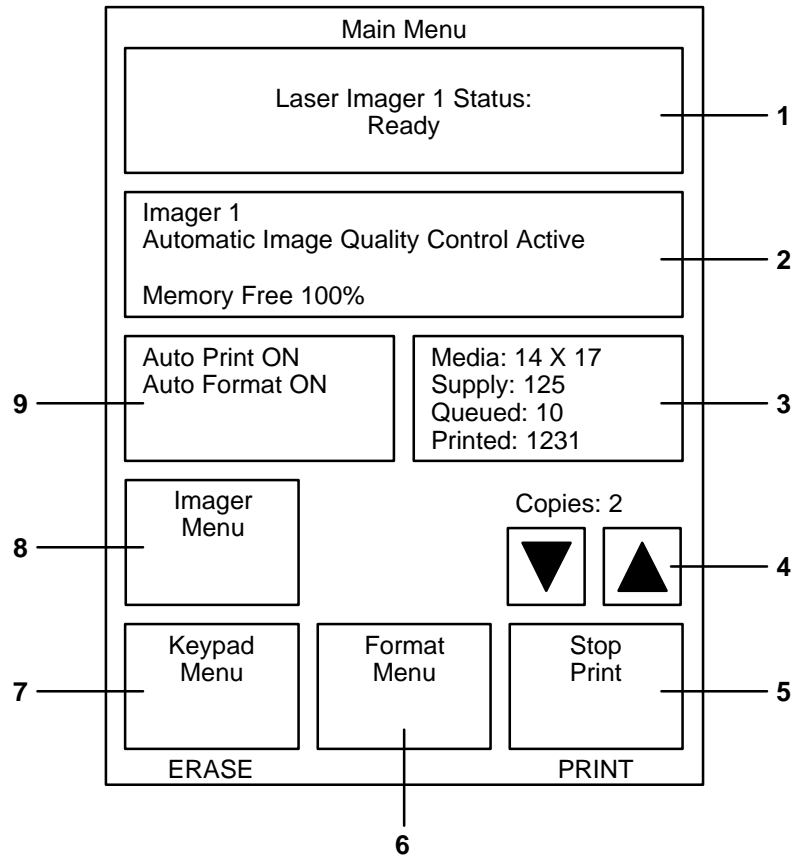 Main Menu
Laser Imager 1 Status:
Ready
1
Imager 1
Automatic Image Quality Control Active
Memory Free 100%
2
Auto Print ON
Auto Format ON
9
Media: 14 X 17
Supply: 125
Queued: 10
Printed: 1231
3
Imager
Menu
8
Copies: 2
4
Keypad
Menu
7
Format
Menu
Stop
Print
5
ERASE
PRINT
6